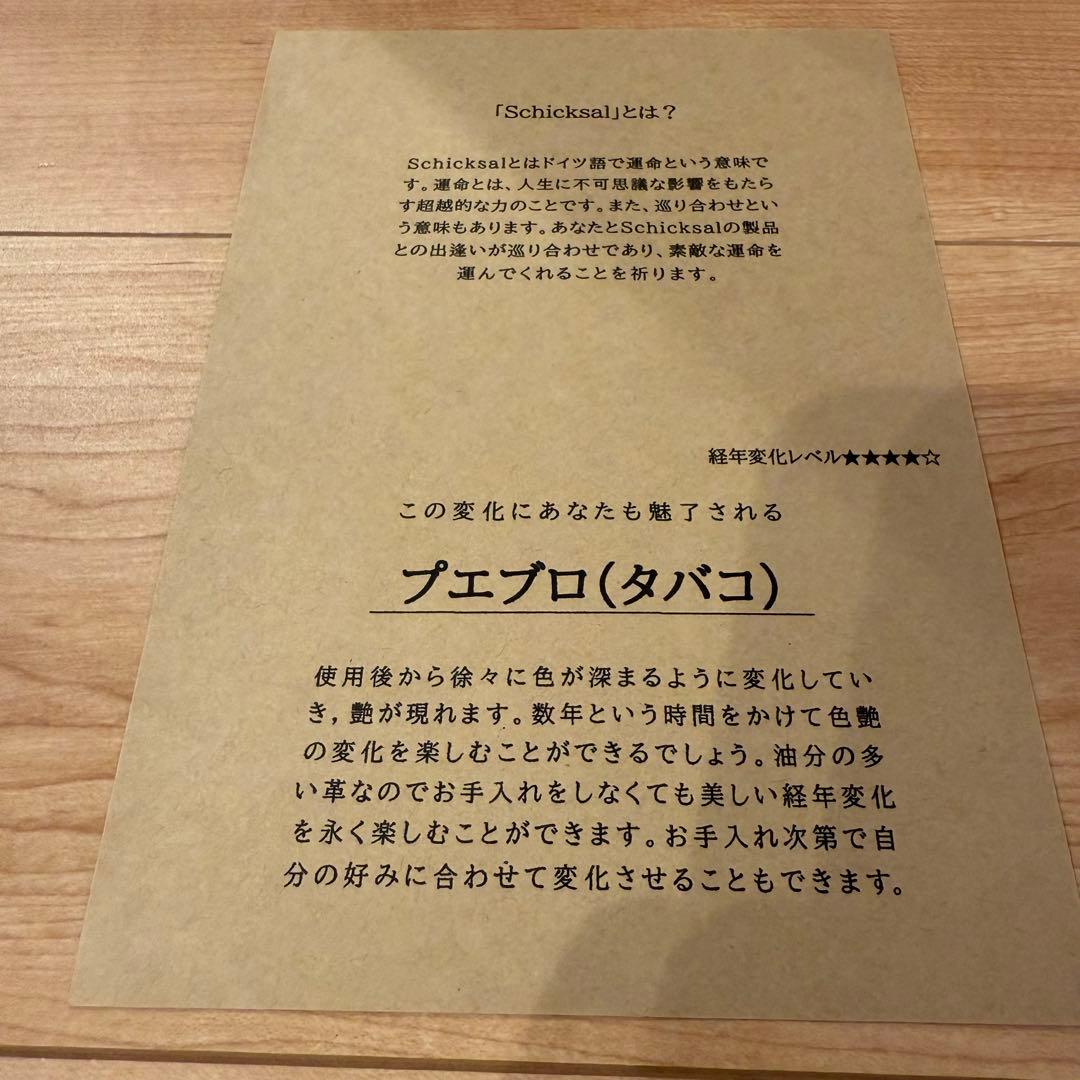 「Schicksal」とは？
Schicksalとはドイツ語で運命という意味で
す。運命とは、人生に不可思議な影響をもたら
す超越的な力のことです。また、巡り合わせとい
う意味もあります。あなたとSchicksalの製品
との出逢いが巡り合わせであり、素敵な運命を
運んでくれることを祈ります。
経年変化レベル★★★★☆
この変化にあなたも魅了される
プエブロ(タバコ)
使用後から徐々に色が深まるように変化してい
き,艶が現れます。数年という時間をかけて色艶
の変化を楽しむことができるでしょう。油分の多
い革なのでお手入れをしなくても美しい経年変化
を永く楽しむことができます。お手入れ次第で自
分の好みに合わせて変化させることもできます。